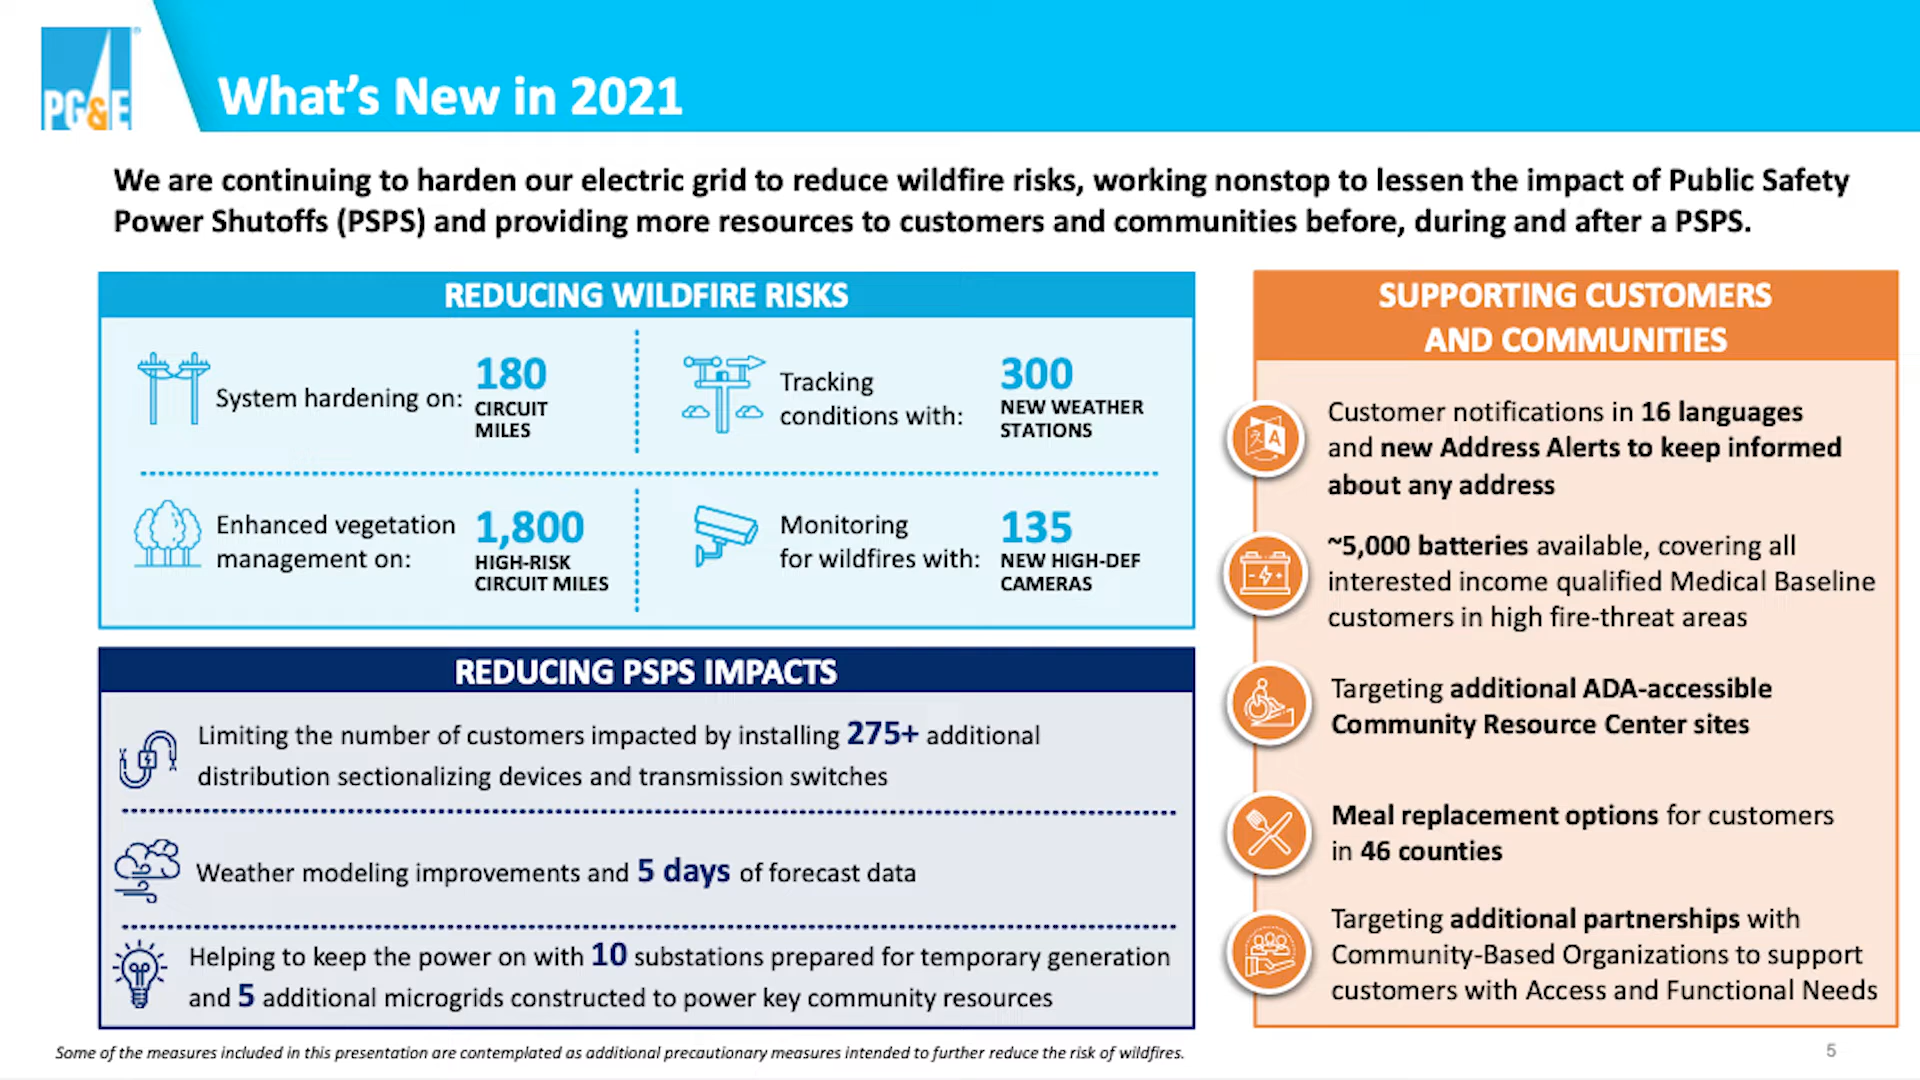 PG&E
What's New in 2021
We are continuing to harden our electric grid to reduce wildfire risks, working nonstop to lessen the impact of Public Safety
Power Shutoffs (PSPS) and providing more resources to customers and communities before, during and after a PSPS.
REDUCING WILDFIRE RISKS
System hardening on:
180
CIRCUIT
MILES
Tracking
conditions with:
300
NEW WEATHER
STATIONS
Enhanced vegetation
management on:
1,800
HIGH-RISK
CIRCUIT MILES
Monitoring
for wildfires with:
135
NEW HIGH-DEF
CAMERAS
REDUCING PSPS IMPACTS
Limiting the number of customers impacted by installing 275+ additional
distribution sectionalizing devices and transmission switches
Weather modeling improvements and 5 days of forecast data
Helping to keep the power on with 10 substations prepared for temporary generation
and 5 additional microgrids constructed to power key community resources
SUPPORTING CUSTOMERS
AND COMMUNITIES
Customer notifications in 16 languages
and new Address Alerts to keep informed
about any address
~5,000 batteries available, covering all
interested income qualified Medical Baseline
customers in high fire-threat areas
Targeting additional ADA-accessible
Community Resource Center sites
Meal replacement options for customers
in 46 counties
Targeting additional partnerships with
Community-Based Organizations to support
customers with Access and Functional Needs
Some of the measures included in this presentation are contemplated as additional precautionary measures intended to further reduce the risk of wildfires.
5